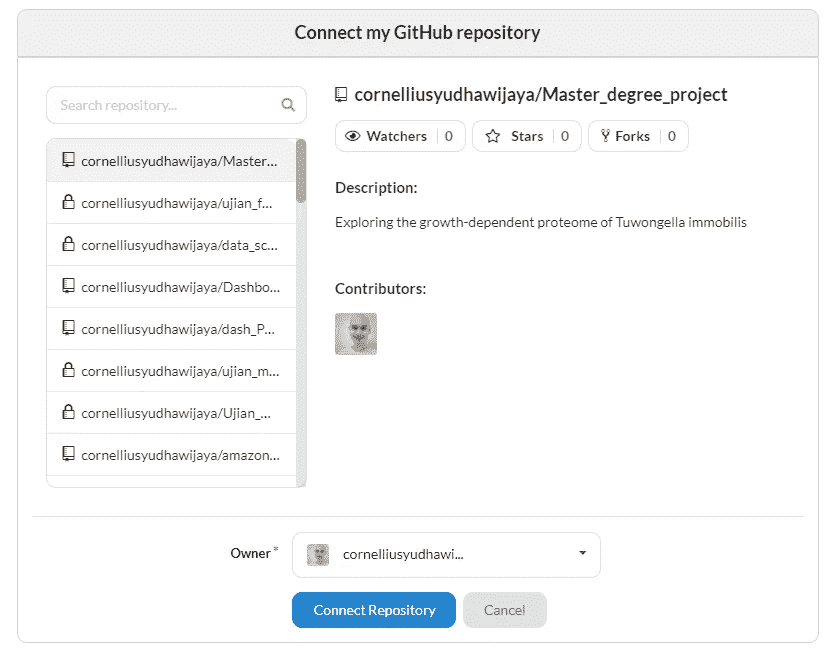 Connect my GitHub repository
Search repository...
cornelliusyudhawijaya/Master...
cornelliusyudhawijaya/ujian_f...
cornelliusyudhawijaya/data_sc...
cornelliusyudhawijaya/Dashbo...
cornelliusyudhawijaya/dash_P...
cornelliusyudhawijaya/ujian_m...
cornelliusyudhawijaya/Ujian_...
cornelliusyudhawijaya/amazon...
cornelliusyudhawijaya/Master_degree_project
Watchers 0 Stars 0 Forks 0
Description:
Exploring the growth-dependent proteome of Tuwongella immobilis
Contributors:
Owner* cornelliusyudhawi...
Connect Repository Cancel